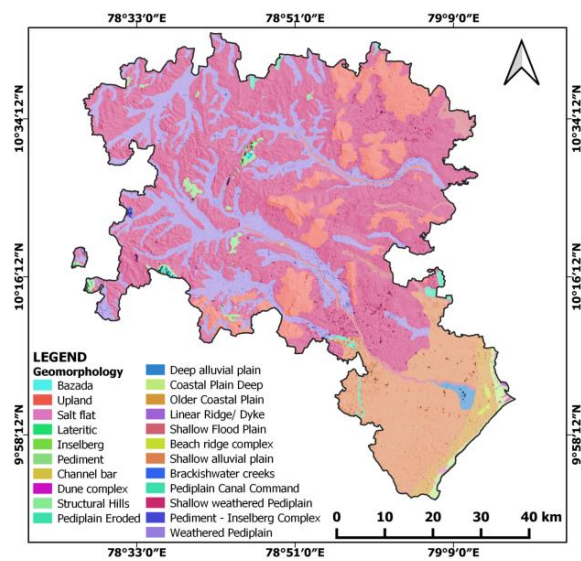 78°33'0"E 78°51'0"E 79°9'0"E
10°34'12"N 10°34'12"N
10°16'12"N 10°16'12"N
9°58'12"N 9°58'12"N
LEGEND
Geomorphology
Bazada
Upland
Salt flat
Lateritic
Inselberg
Pediment
Channel bar
Dune complex
Structural Hills
Pediplain Eroded
Deep alluvial plain
Coastal Plain Deep
Older Coastal Plain
Linear Ridge/ Dyke
Shallow Flood Plain
Beach ridge complex
Shallow alluvial plain
Brackishwater creeks
Pediplain Canal Command
Shallow weathered Pediplain
Pediment - Inselberg Complex
Weathered Pediplain
0 10 20 30 40 km
78°33'0"E 78°51'0"E 79°9'0"E